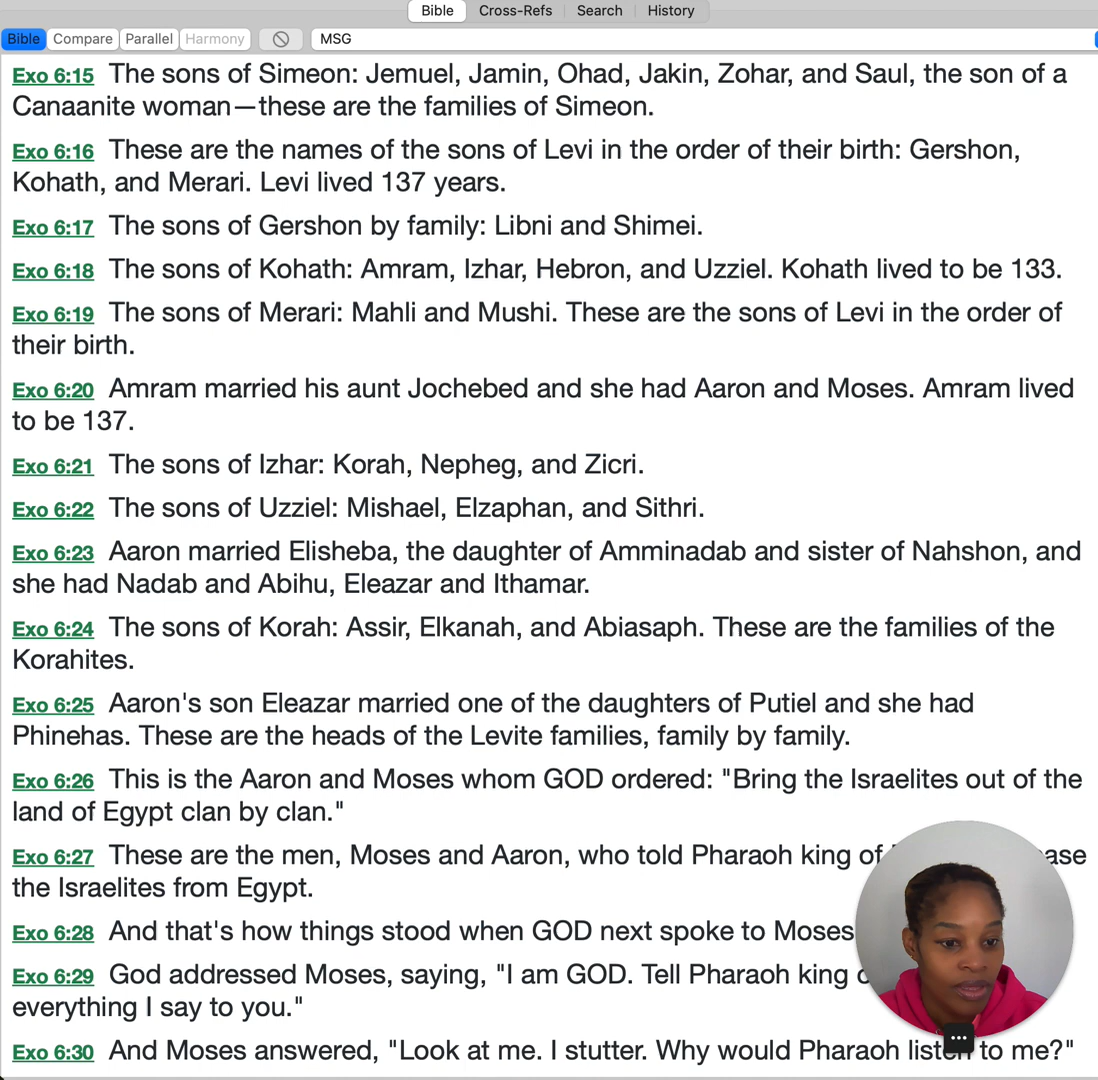 Bible Cross-Refs Search History
Bible Compare Parallel Harmony MSG
Exo 6:15 The sons of Simeon: Jemuel, Jamin, Ohad, Jakin, Zohar, and Saul, the son of a
Canaanite woman—these are the families of Simeon.
Exo 6:16 These are the names of the sons of Levi in the order of their birth: Gershon,
Kohath, and Merari. Levi lived 137 years.
Exo 6:17 The sons of Gershon by family: Libni and Shimei.
Exo 6:18 The sons of Kohath: Amram, Izhar, Hebron, and Uzziel. Kohath lived to be 133.
Exo 6:19 The sons of Merari: Mahli and Mushi. These are the sons of Levi in the order of
their birth.
Exo 6:20 Amram married his aunt Jochebed and she had Aaron and Moses. Amram lived
to be 137.
Exo 6:21 The sons of Izhar: Korah, Nepheg, and Zicri.
Exo 6:22 The sons of Uzziel: Mishael, Elzaphan, and Sithri.
Exo 6:23 Aaron married Elisheba, the daughter of Amminadab and sister of Nahshon, and
she had Nadab and Abihu, Eleazar and Ithamar.
Exo 6:24 The sons of Korah: Assir, Elkanah, and Abiasaph. These are the families of the
Korahites.
Exo 6:25 Aaron's son Eleazar married one of the daughters of Putiel and she had
Phinehas. These are the heads of the Levite families, family by family.
Exo 6:26 This is the Aaron and Moses whom GOD ordered: "Bring the Israelites out of the
land of Egypt clan by clan."
Exo 6:27 These are the men, Moses and Aaron, who told Pharaoh king of
the Israelites from Egypt.
Exo 6:28 And that's how things stood when GOD next spoke to Moses
Exo 6:29 God addressed Moses, saying, "I am GOD. Tell Pharaoh king
everything I say to you."
Exo 6:30 And Moses answered, "Look at me. I stutter. Why would Pharaoh listen to me?"